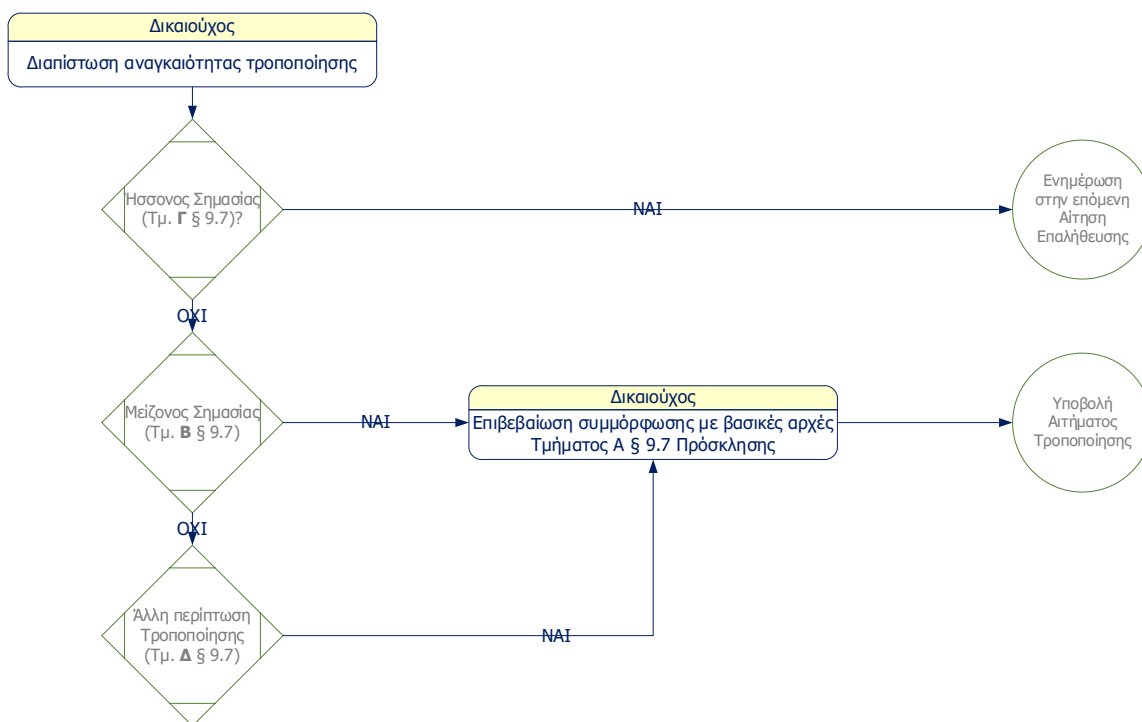 Δικαιούχος
Διαπίστωση αναγκαιότητας τροποποίησης
Ήσσονος Σημασίας
(Τμ. Γ § 9.7)?
ΝΑΙ
Ενημέρωση
στην επόμενη
Αίτηση
Επαλήθευσης
ΟΧΙ
Μείζονος Σημασίας
(Τμ. Β § 9.7)
ΝΑΙ
Δικαιούχος
Επιβεβαίωση συμμόρφωσης με βασικές αρχές
Τμήματος Α § 9.7 Πρόσκλησης
Υποβολή
Αιτήματος
Τροποποίησης
ΟΧΙ
Άλλη περίπτωση
Τροποποίησης
(Τμ. Δ § 9.7)
ΝΑΙ